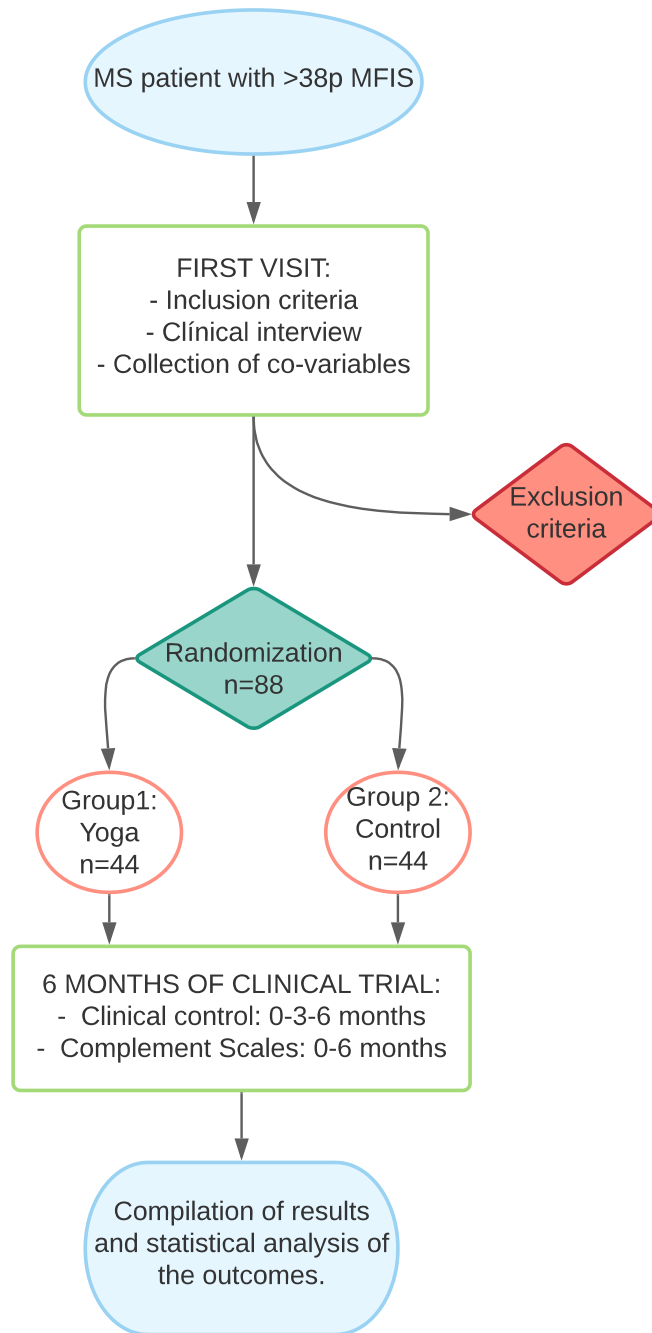 MS patient with >38p MFIS
FIRST VISIT:
- Inclusion criteria
- Clínical interview
- Collection of co-variables
Exclusion
criteria
Randomization
n=88
Group1:
Yoga
n=44
Group 2:
Control
n=44
6 MONTHS OF CLINICAL TRIAL:
- Clinical control: 0-3-6 months
- Complement Scales: 0-6 months
Compilation of results
and statistical analysis of
the outcomes.